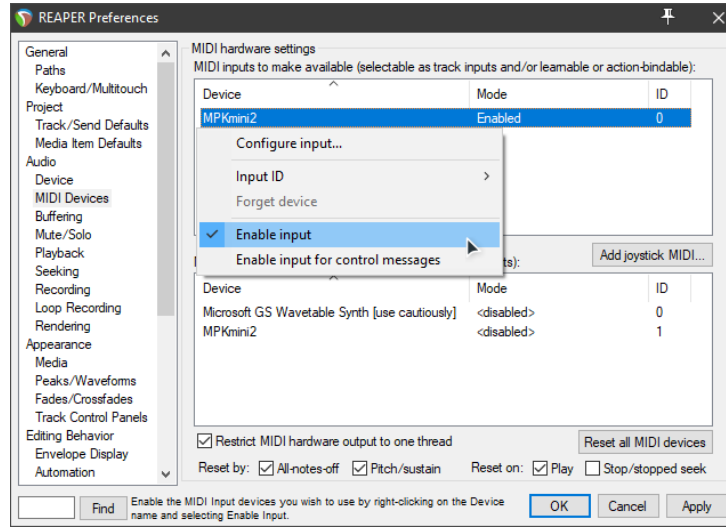 REAPER Preferences
General
Paths
Keyboard/Multitouch
Project
Track/Send Defaults
Media Item Defaults
Audio
Device
MIDI Devices
Buffering
Mute/Solo
Playback
Seeking
Recording
Loop Recording
Rendering
Appearance
Media
Peaks/Waveforms
Fades/Crossfades
Track Control Panels
Editing Behavior
Envelope Display
Automation
MIDI hardware settings
MIDI inputs to make available (selectable as track inputs and/or learnable or action-bindable):
Device Mode ID
MPKmini2 Enabled 0
Configure input...
Input ID
Forget device
Enable input
Enable input for control messages
ts):
Add joystick MIDI...
Device Mode ID
Microsoft GS Wavetable Synth [use cautiously] <disabled> 0
MPKmini2 <disabled> 1
Restrict MIDI hardware output to one thread
Reset all MIDI devices
Reset by: All-notes-off Pitch/sustain Reset on: Play Stop/stopped seek
Find
Enable the MIDI Input devices you wish to use by right-clicking on the Device
name and selecting Enable Input.
OK Cancel Apply